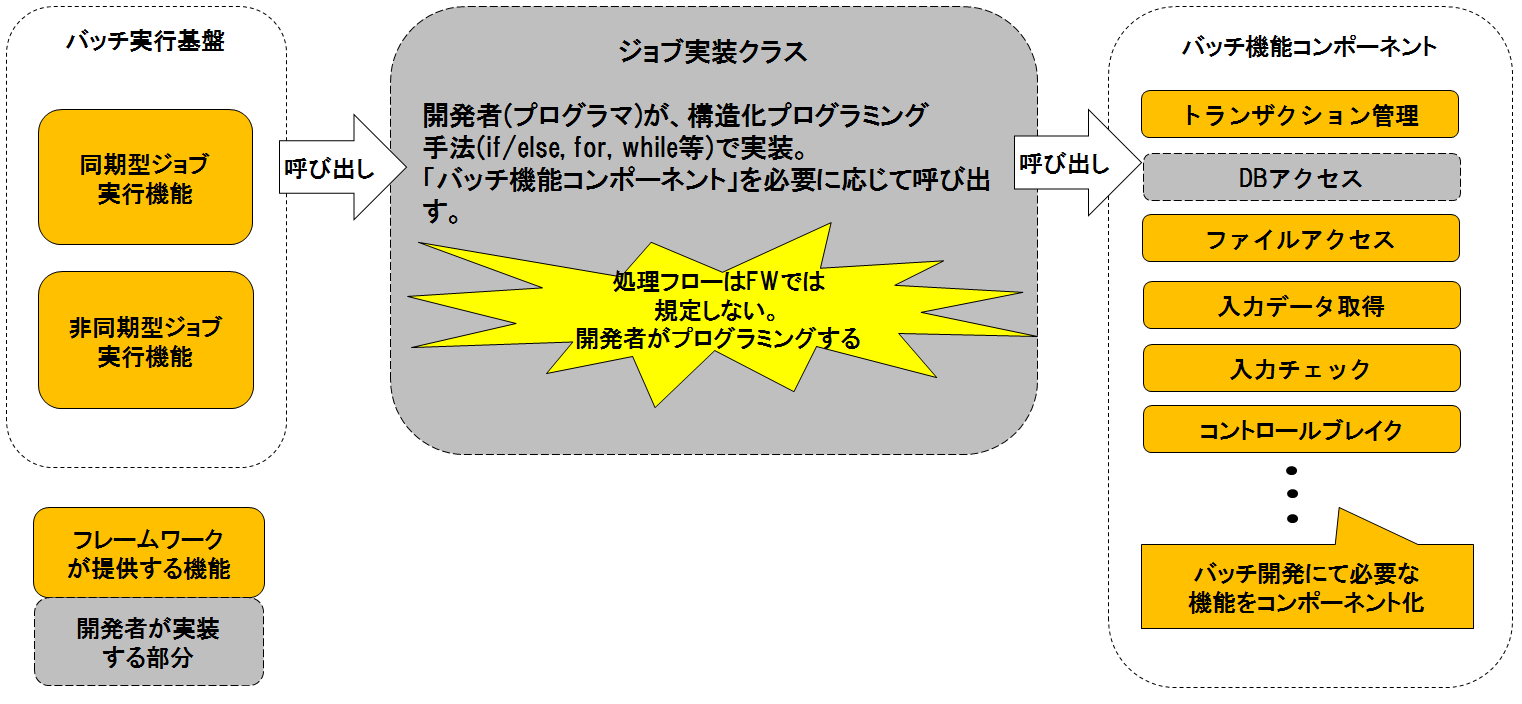 バッチ実行基盤
同期型ジョブ
実行機能
非同期型ジョブ
実行機能
呼び出し
ジョブ実装クラス
開発者(プログラマ)が、構造化プログラミング
手法(if/else, for, while等)で実装。
「バッチ機能コンポーネント」を必要に応じて呼び出
す。
処理フローはFWでは
規定しない。
開発者がプログラミングする
呼び出し
バッチ機能コンポーネント
トランザクション管理
DBアクセス
ファイルアクセス
入力データ取得
入力チェック
コントロールブレイク
バッチ開発にて必要な
機能をコンポーネント化
フレームワーク
が提供する機能
開発者が実装
する部分